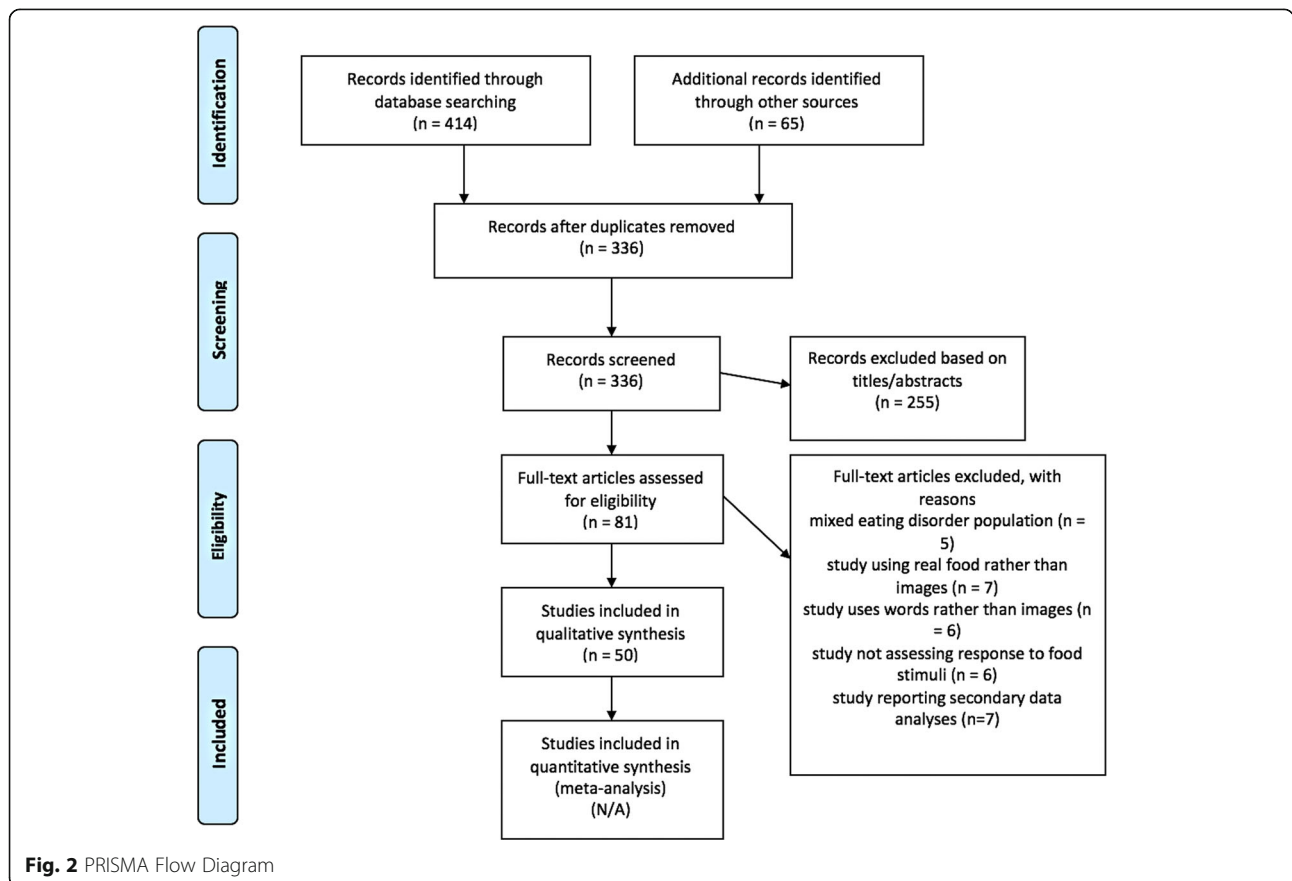 Identification
Records identified through
database searching
(n = 414)
Additional records identified
through other sources
(n = 65)
Records after duplicates removed
(n = 336)
Screening
Records screened
(n = 336)
Records excluded based on
titles/abstracts
(n = 255)
Eligibility
Full-text articles assessed
for eligibility
(n = 81)
Full-text articles excluded, with
reasons
mixed eating disorder population (n =
5)
study using real food rather than
images (n = 7)
study uses words rather than images (n
= 6)
study not assessing response to food
stimuli (n = 6)
study reporting secondary data
analyses (n=7)
Studies included in
qualitative synthesis
(n = 50)
Included
Studies included in
quantitative synthesis
(meta-analysis)
(N/A)
Fig. 2 PRISMA Flow Diagram